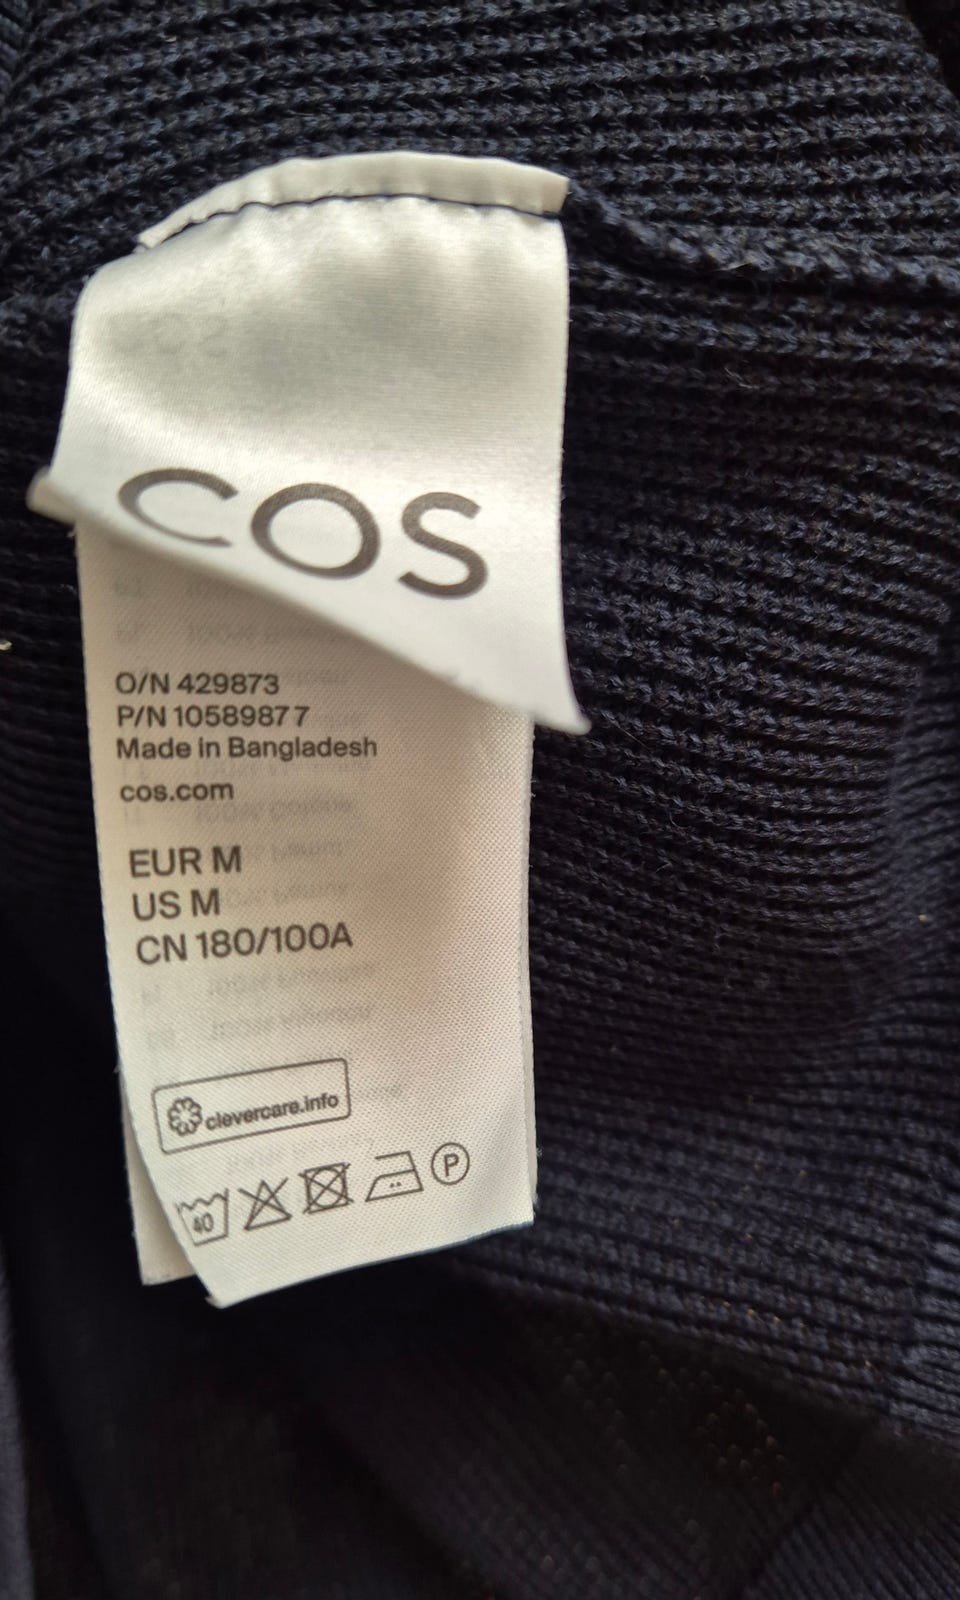 COS
O/N 429873
P/N 10589877
Made in Bangladesh
cos.com
EUR M
US M
CN 180/100A
clevercare.info
40
P